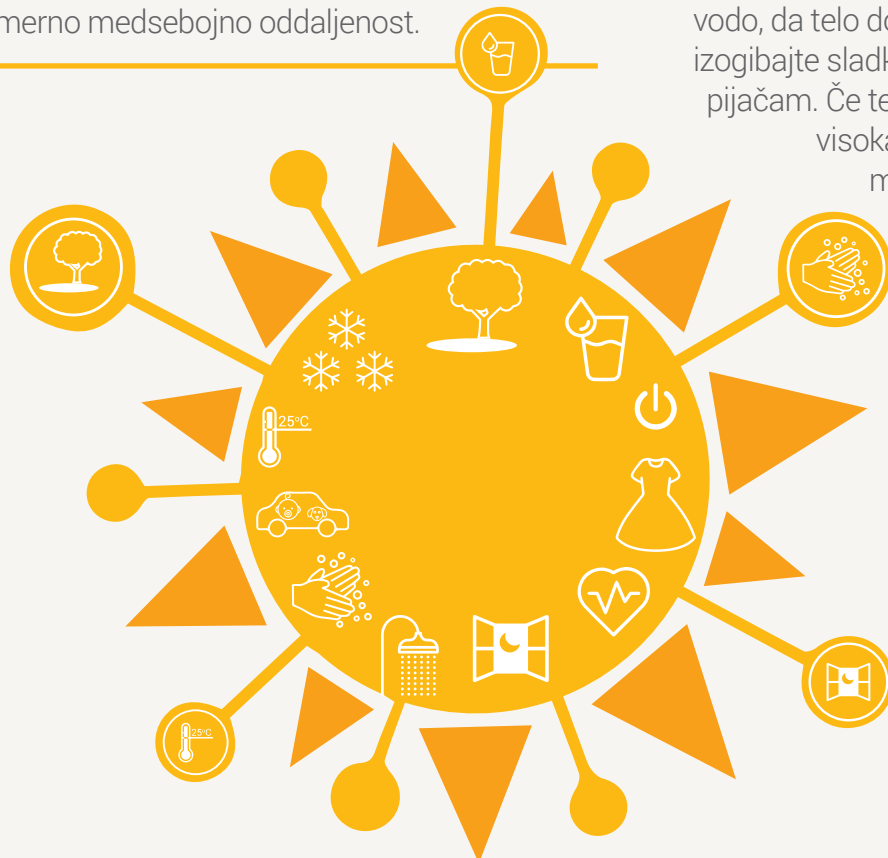 merno medsebojno oddaljenost.
vodo, da telo do
izogibajte sladk
pijačam. Če te
visoka
m
25°C
25°C